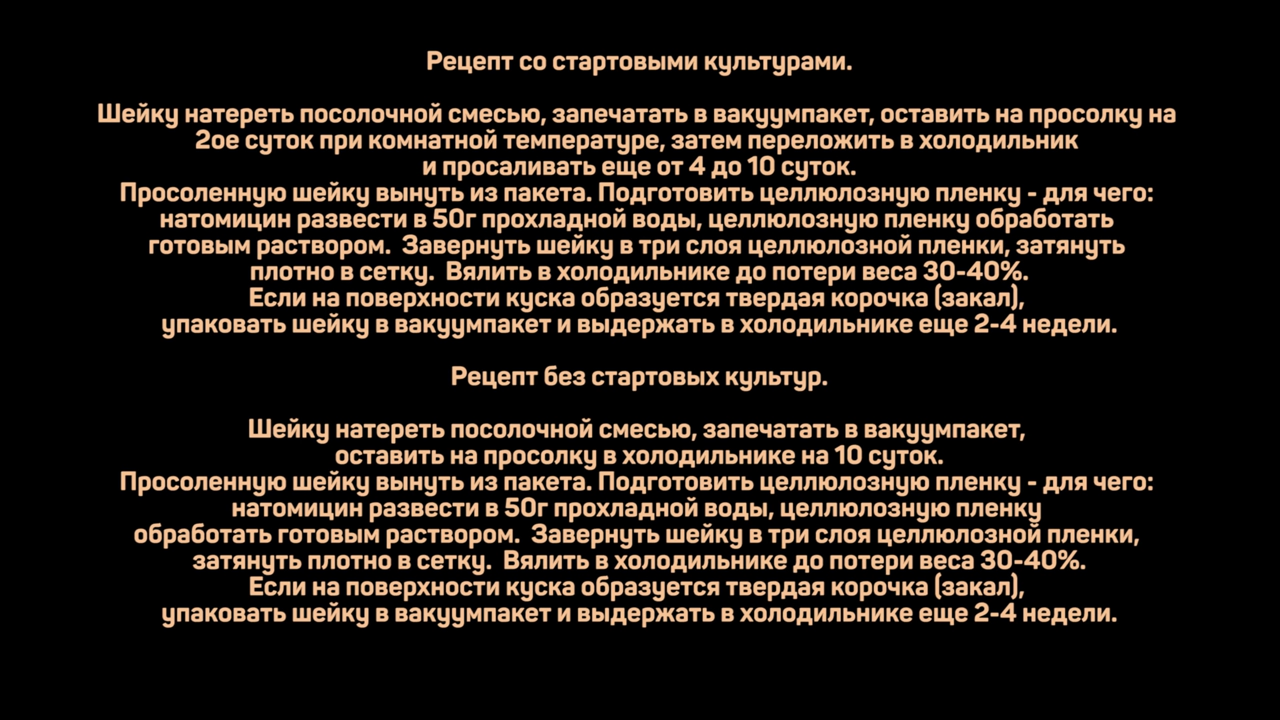 Рецепт со стартовыми культурами.
Шейку натереть посолочной смесью, запечатать в вакуумпакет, оставить на просолку на
2ое суток при комнатной температуре, затем переложить в холодильник
и просаливать еще от 4 до 10 суток.
Просоленную шейку вынуть из пакета. Подготовить целлюлозную пленку - для чего:
натомицин развести в 50г прохладной воды, целлюлозную пленку обработать
готовым раствором. Завернуть шейку в три слоя целлюлозной пленки, затянуть
плотно в сетку. Вялить в холодильнике до потери веса 30-40%.
Если на поверхности куска образуется твердая корочка (закал),
упаковать шейку в вакуумпакет и выдержать в холодильнике еще 2-4 недели.
Рецепт без стартовых культур.
Шейку натереть посолочной смесью, запечатать в вакуумпакет,
оставить на просолку в холодильнике на 10 суток.
Просоленную шейку вынуть из пакета. Подготовить целлюлозную пленку - для чего:
натомицин развести в 50г прохладной воды, целлюлозную пленку
обработать готовым раствором. Завернуть шейку в три слоя целлюлозной пленки,
затянуть плотно в сетку. Вялить в холодильнике до потери веса 30-40%.
Если на поверхности куска образуется твердая корочка (закал),
упаковать шейку в вакуумпакет и выдержать в холодильнике еще 2-4 недели.